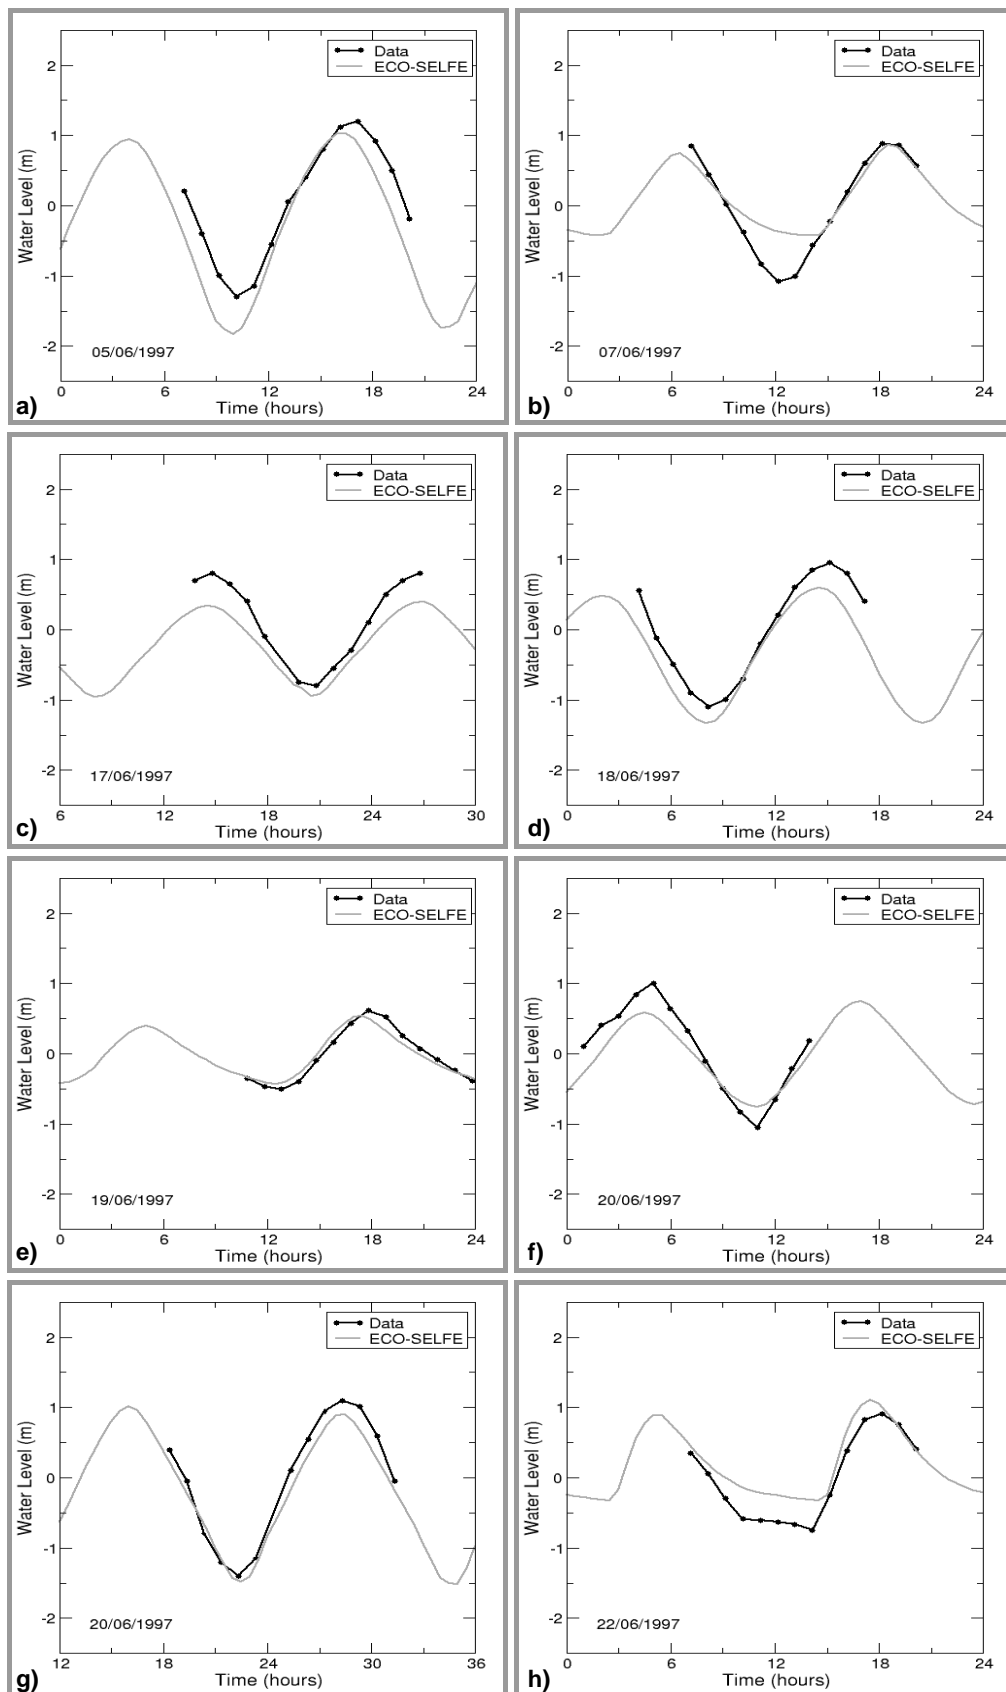 Data
ECO-SELFE
Water Level (m)
2
1
0
-1
-2
05/06/1997
0 6 12 18 24
Time (hours)
a)
Data
ECO-SELFE
Water Level (m)
2
1
0
-1
-2
07/06/1997
0 6 12 18 24
Time (hours)
b)
Data
ECO-SELFE
Water Level (m)
2
1
0
-1
-2
17/06/1997
6 12 18 24 30
Time (hours)
c)
Data
ECO-SELFE
Water Level (m)
2
1
0
-1
-2
18/06/1997
0 6 12 18 24
Time (hours)
d)
Data
ECO-SELFE
Water Level (m)
2
1
0
-1
-2
19/06/1997
0 6 12 18 24
Time (hours)
e)
Data
ECO-SELFE
Water Level (m)
2
1
0
-1
-2
20/06/1997
0 6 12 18 24
Time (hours)
f)
Data
ECO-SELFE
Water Level (m)
2
1
0
-1
-2
20/06/1997
12 18 24 30 36
Time (hours)
g)
Data
ECO-SELFE
Water Level (m)
2
1
0
-1
-2
22/06/1997
0 6 12 18 24
Time (hours)
h)